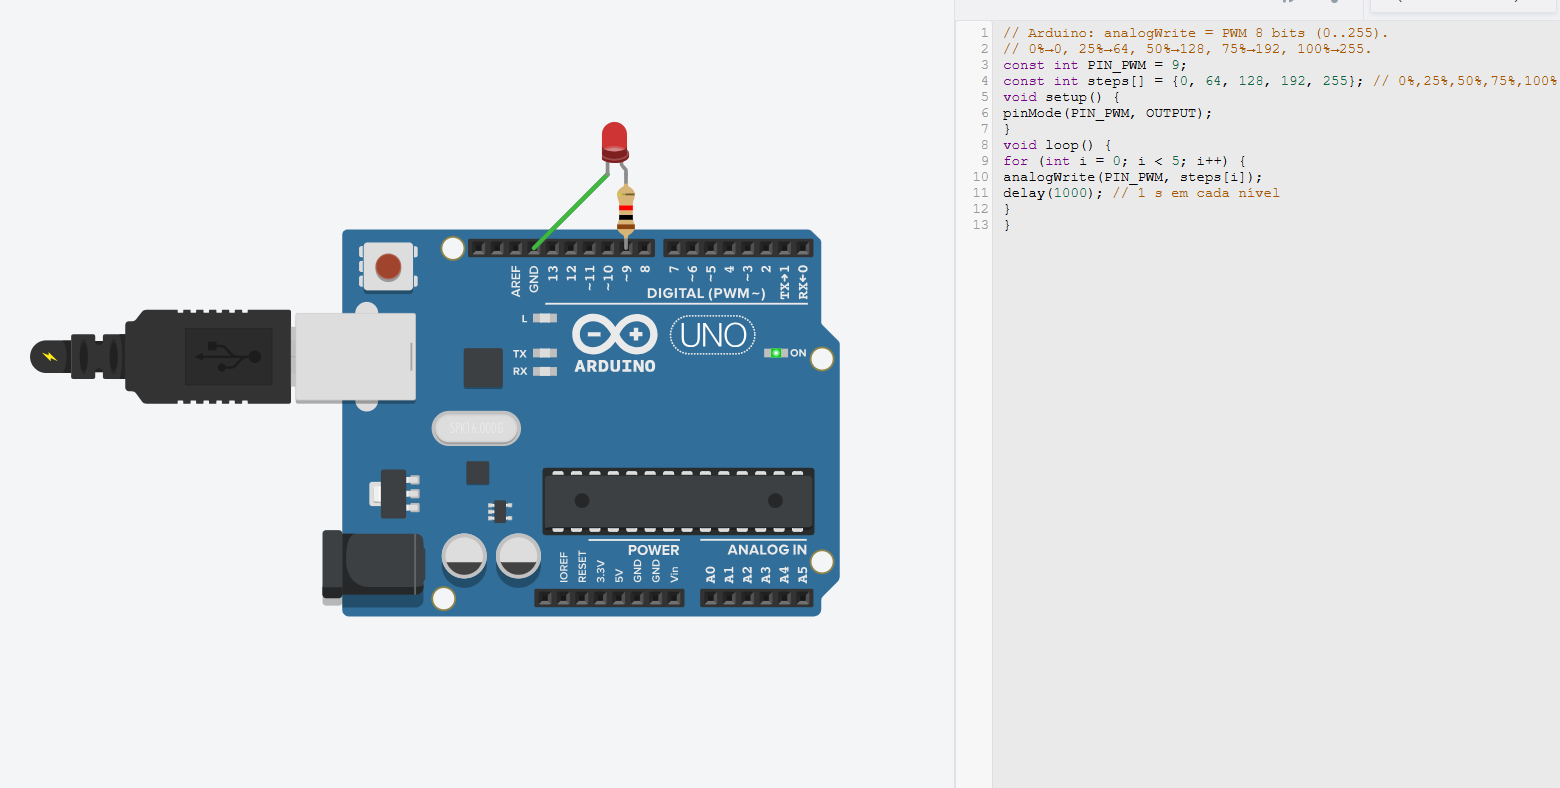 AREF
GND
13
12
~11
~10
~9
8
7
~6
~5
4
~3
2
TX→1
RX←0
DIGITAL (PWM~)
L
TX
RX
ARDUINO
UNO
ON
SPK16.000G
POWER
ANALOG IN
IOREF
RESET
3.3V
5V
GND
GND
Vin
A0
A1
A2
A3
A4
A5
1 // Arduino: analogWrite = PWM 8 bits (0..255).
2 // 0%→0, 25%→64, 50%→128, 75%→192, 100%→255.
3 const int PIN_PWM = 9;
4 const int steps[] = {0, 64, 128, 192, 255}; // 0%,25%,50%,75%,100%
5 void setup() {
6 pinMode(PIN_PWM, OUTPUT);
7 }
8 void loop() {
9 for (int i = 0; i < 5; i++) {
10 analogWrite(PIN_PWM, steps[i]);
11 delay(1000); // 1 s em cada nível
12 }
13 }